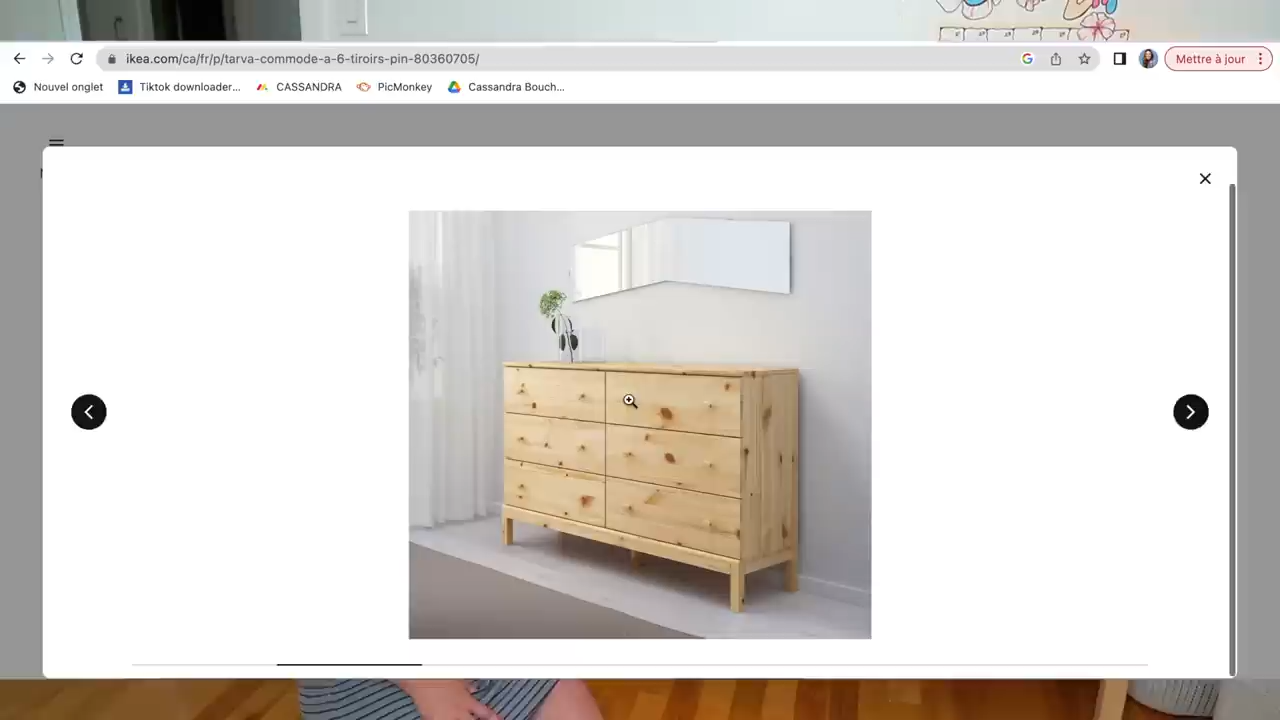 ikea.com/ca/fr/p/tarva-commode-a-6-tiroirs-pin-80360705/
Mettre à jour
Nouvel onglet
Tiktok downloader...
CASSANDRA
PicMonkey
Cassandra Bouch...